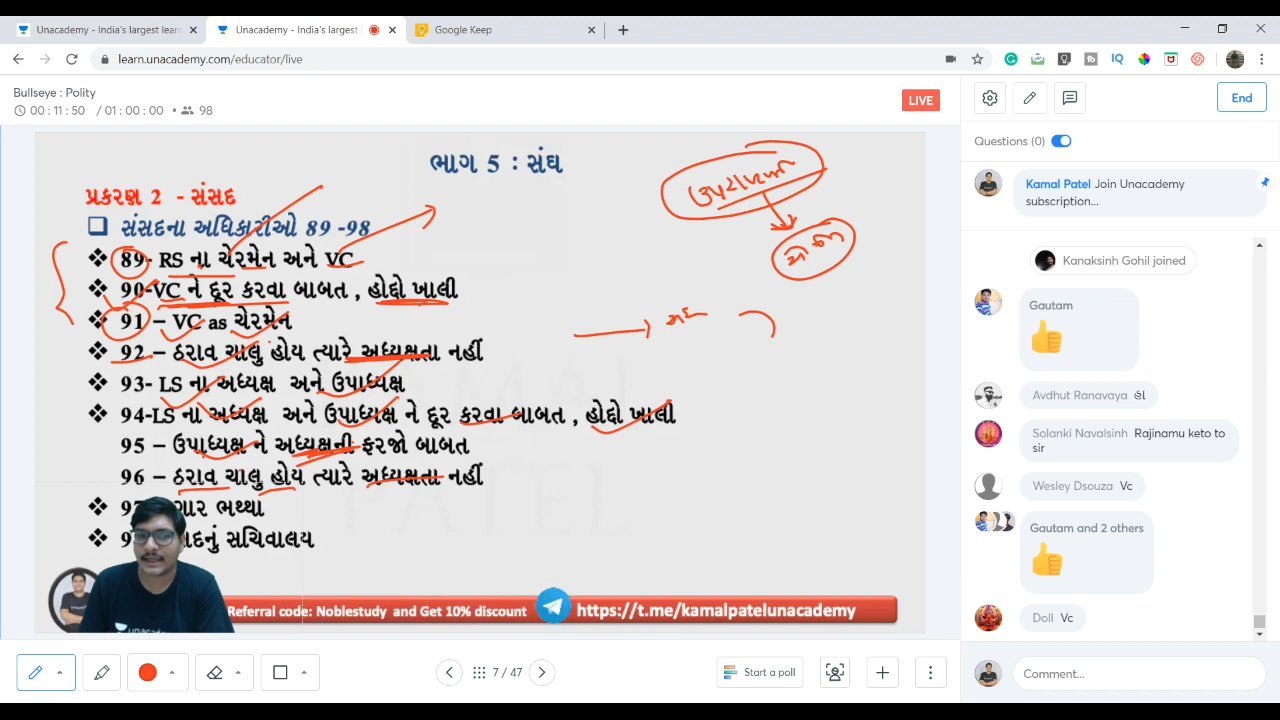 Unacademy - India's largest learn
Unacademy - India's largest l
Google Keep
learn.unacademy.com/educator/live
Bullseye : Polity
00 : 11 : 50 / 01 : 00 : 00 • 98
LIVE
End
Questions (0)
Kamal Patel Join Unacademy
subscription...
Kanaksinh Gohil joined
Gautam
Avdhut Ranavaya હા
Solanki Navalsinh Rajinamu keto to
sir
Wesley Dsouza Vc
Gautam and 2 others
Doll Vc
Comment...
ભાગ 5 : સંઘ
પ્રકરણ 2 - સંસદ
સંસદના અધિકારીઓ 89 -98
89- RS ના ચેરમેન અને VC
90-VC ને દૂર કરવા બાબત , હોદ્દો ખાલી
91 – VC as ચેરમેન
92 – ઠરાવ ચાલુ હોય ત્યારે અધ્યક્ષતા નહીં
93- LS ના અધ્યક્ષ અને ઉપાધ્યક્ષ
94-LS ના અધ્યક્ષ અને ઉપાધ્યક્ષ ને દૂર કરવા બાબત , હોદ્દો ખાલી
95 – ઉપાધ્યક્ષ ને અધ્યક્ષની ફરજો બાબત
96 – ઠરાવ ચાલુ હોય ત્યારે અધ્યક્ષતા નહીં
ભથ્થા
સચિવાલય
KAMAL
PATEL
unacademy
Referral code: Noblestudy and Get 10% discount
https://t.me/kamalpatelunacademy
7 / 47
Start a poll